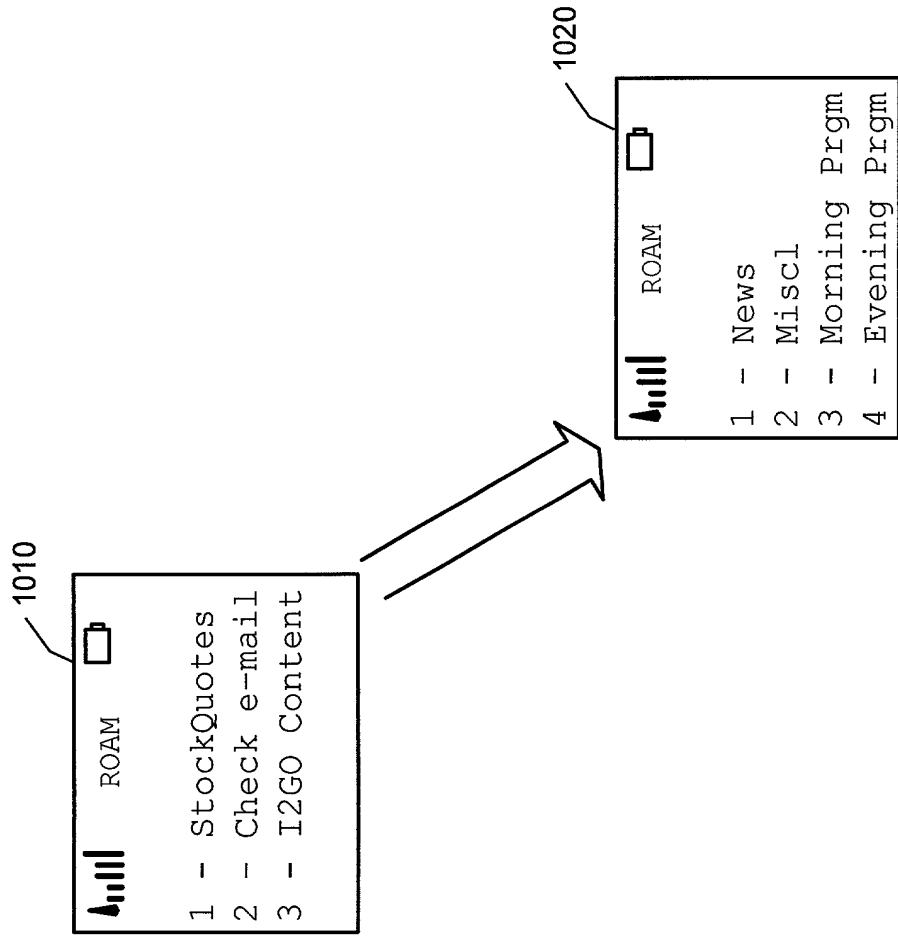 1010
ROAM
1 - StockQuotes
2 - Check e-mail
3 - I2GO Content
1020
ROAM
1 - News
2 - Miscl
3 - Morning Prgm
4 - Evening Prgm